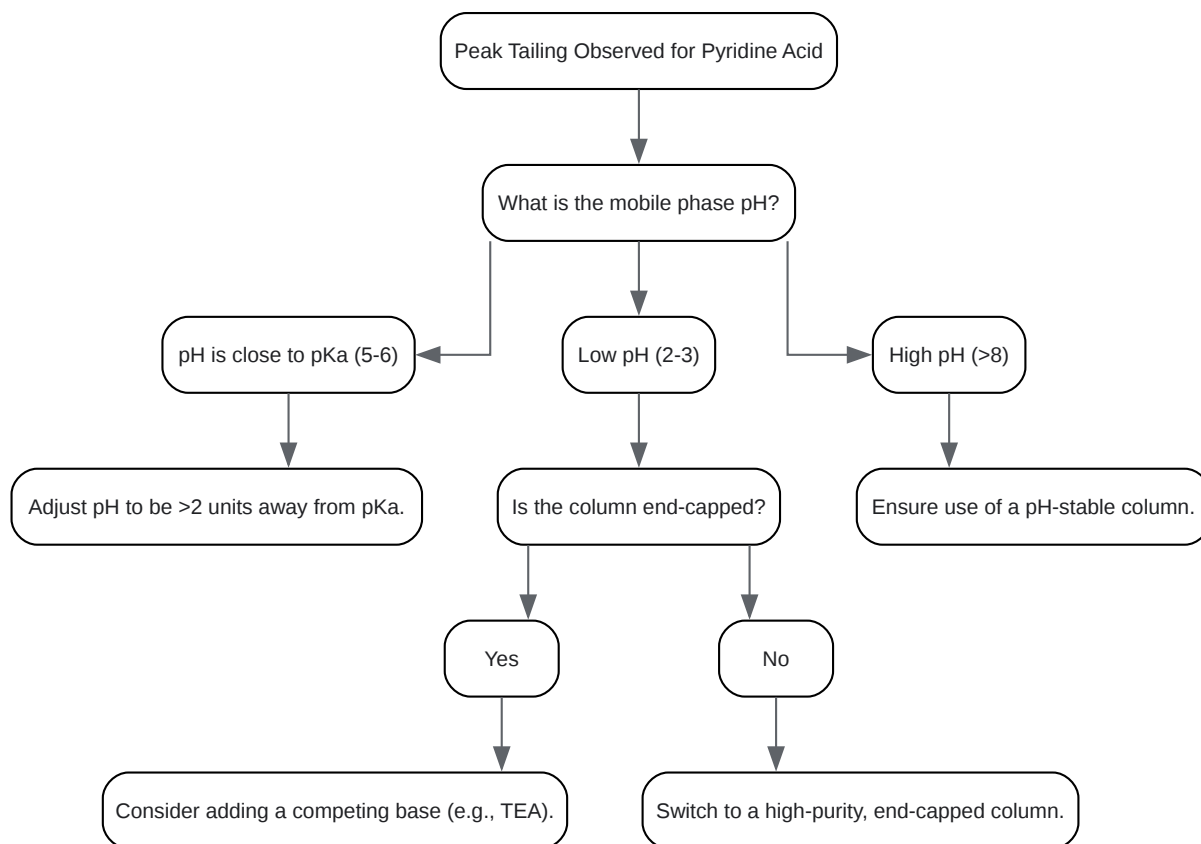 Peak Tailing Observed for Pyridine Acid
What is the mobile phase pH?
pH is close to pKa (5-6)
Low pH (2-3)
High pH (>8)
Adjust pH to be >2 units away from pKa.
Is the column end-capped?
Ensure use of a pH-stable column.
Yes
No
Consider adding a competing base (e.g., TEA).
Switch to a high-purity, end-capped column.